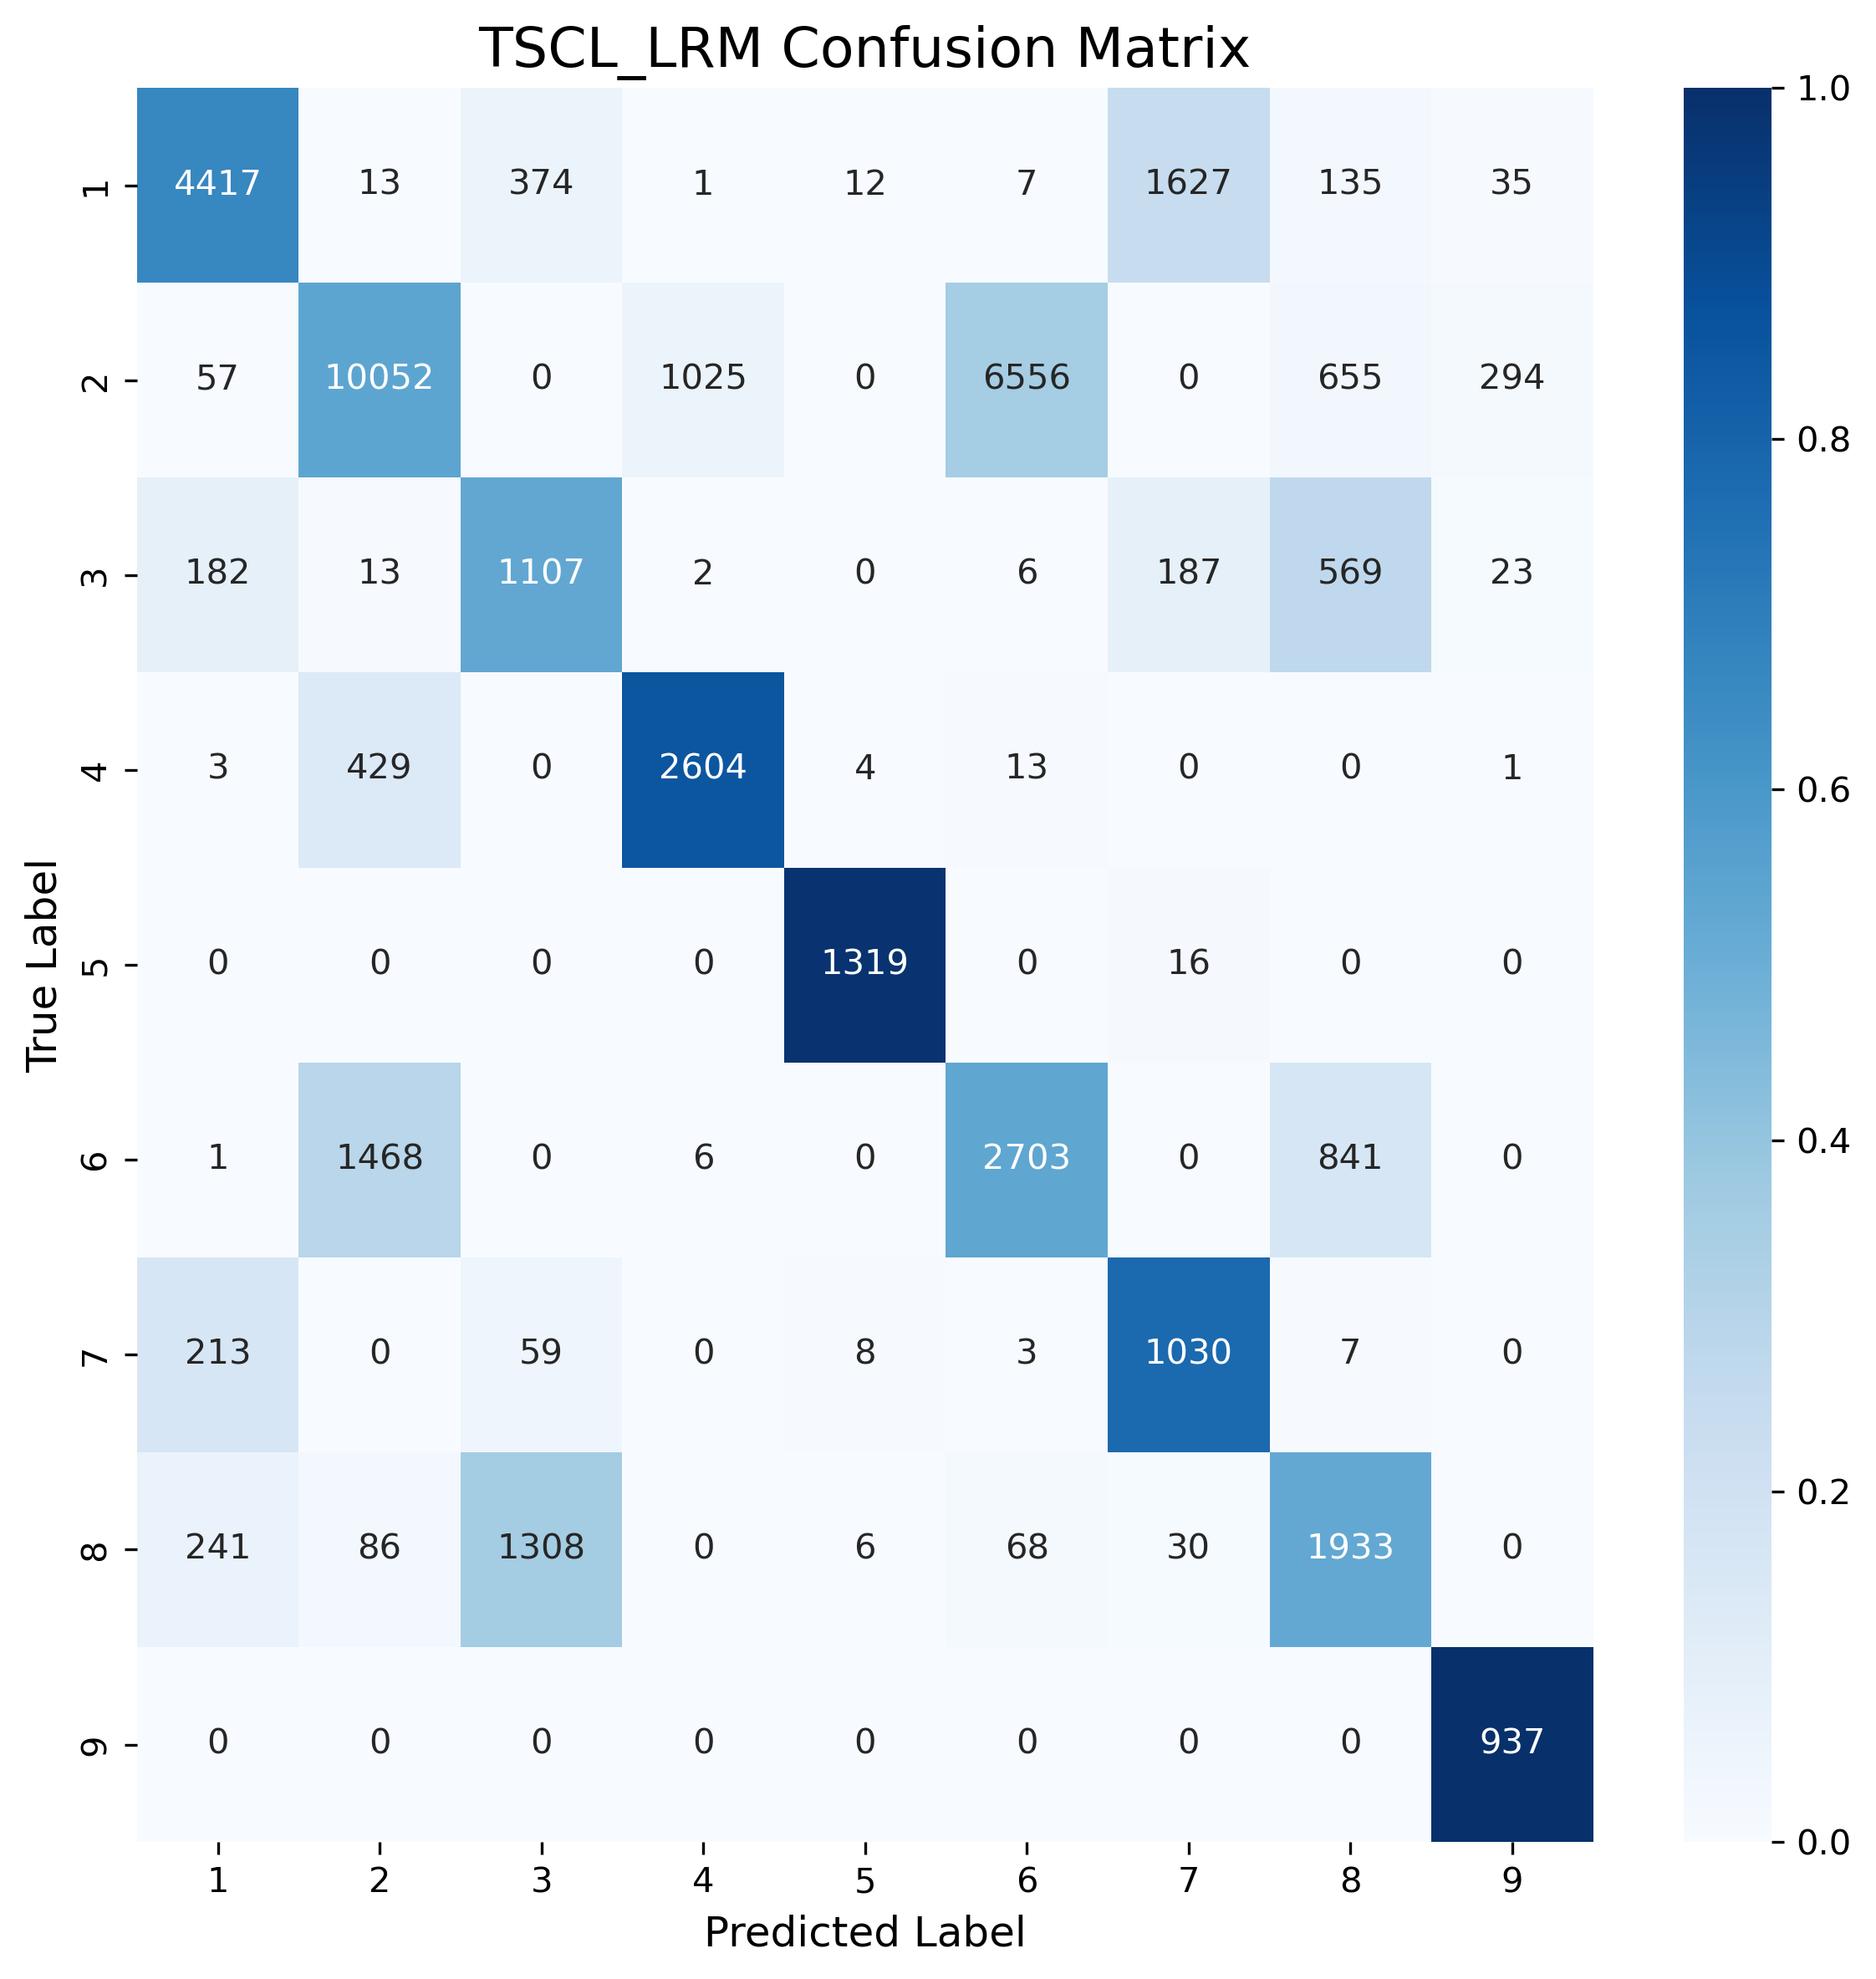 TSCL_LRM Confusion Matrix
1 4417 13 374 1 12 7 1627 135 35
2 57 10052 0 1025 0 6556 0 655 294
3 182 13 1107 2 0 6 187 569 23
4 3 429 0 2604 4 13 0 0 1
5 0 0 0 0 1319 0 16 0 0
6 1 1468 0 6 0 2703 0 841 0
7 213 0 59 0 8 3 1030 7 0
8 241 86 1308 0 6 68 30 1933 0
9 0 0 0 0 0 0 0 0 937
1 2 3 4 5 6 7 8 9
Predicted Label
True Label
1.0
0.8
0.6
0.4
0.2
0.0